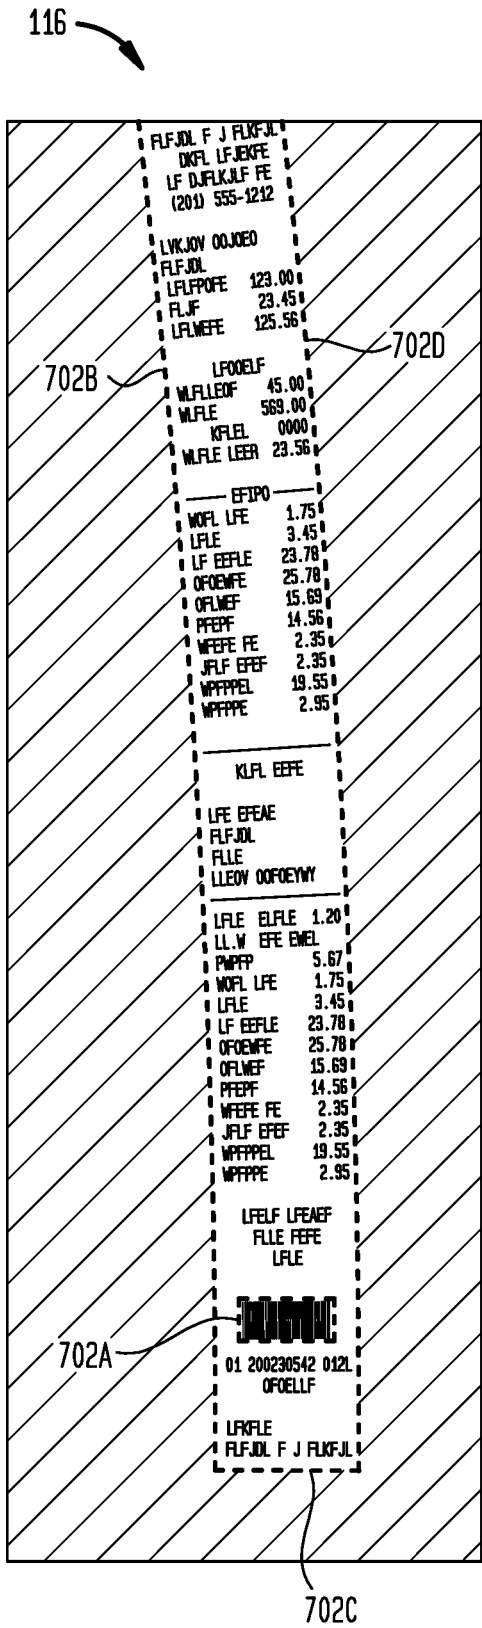 116
FLFJDL F J FLKFJL
DKFL LFJEKFE
LF DJFLKJLF FE
(201) 555-1212
LVKJOV OOJOEO
FLFJDL
LFLFPOFE 123.00
FLJF 23.45
LFLWEFE 125.56
702D
702B
LFOOELF
WLFLLEOF 45.00
WLFLE 569.00
KFLEL 0000
WLFLE LEER 23.56
EFIPO
WOFL LFE 1.75
LFLE 3.45
LF EEFLE 23.78
OFOEWFE 25.78
OFLWEF 15.69
PFEPF 14.56
WFEFE FE 2.35
JFLF EFEF 2.35
WPFPPEL 19.55
WPFPPE 2.95
KLFL EEFE
LFE EFEAE
FLFJDL
FLLE
LLEOV OOFOEYWY
LFLE ELFLE 1.20
LL.W EFE EWEL
PWPFP 5.67
WOFL LFE 1.75
LFLE 3.45
LF EEFLE 23.78
OFOEWFE 25.78
OFLWEF 15.69
PFEPF 14.56
WFEFE FE 2.35
JFLF EFEF 2.35
WPFPPEL 19.55
WPFPPE 2.95
LFELF LFEAEF
FLLE FEFE
LFLE
702A
01 200230542 012L
OFOELLF
LFKFLE
FLFJDL F J FLKFJL
702C